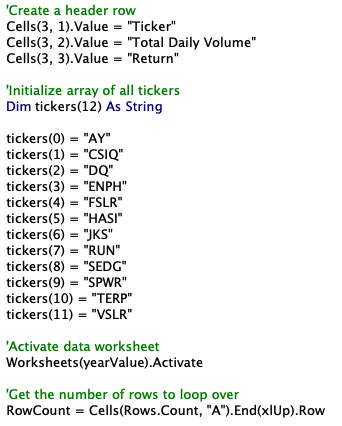 'Create a header row
Cells(3, 1).Value = "Ticker"
Cells(3, 2).Value = "Total Daily Volume"
Cells(3, 3).Value = "Return"
'Initialize array of all tickers
Dim tickers(12) As String
tickers(0) = "AY"
tickers(1) = "CSIQ"
tickers(2) = "DQ"
tickers(3) = "ENPH"
tickers(4) = "FSLR"
tickers(5) = "HASI"
tickers(6) = "JKS"
tickers(7) = "RUN"
tickers(8) = "SEDG"
tickers(9) = "SPWR"
tickers(10) = "TERP"
tickers(11) = "VSLR"
'Activate data worksheet
Worksheets(yearValue).Activate
'Get the number of rows to loop over
RowCount = Cells(Rows.Count, "A").End(xlUp).Row